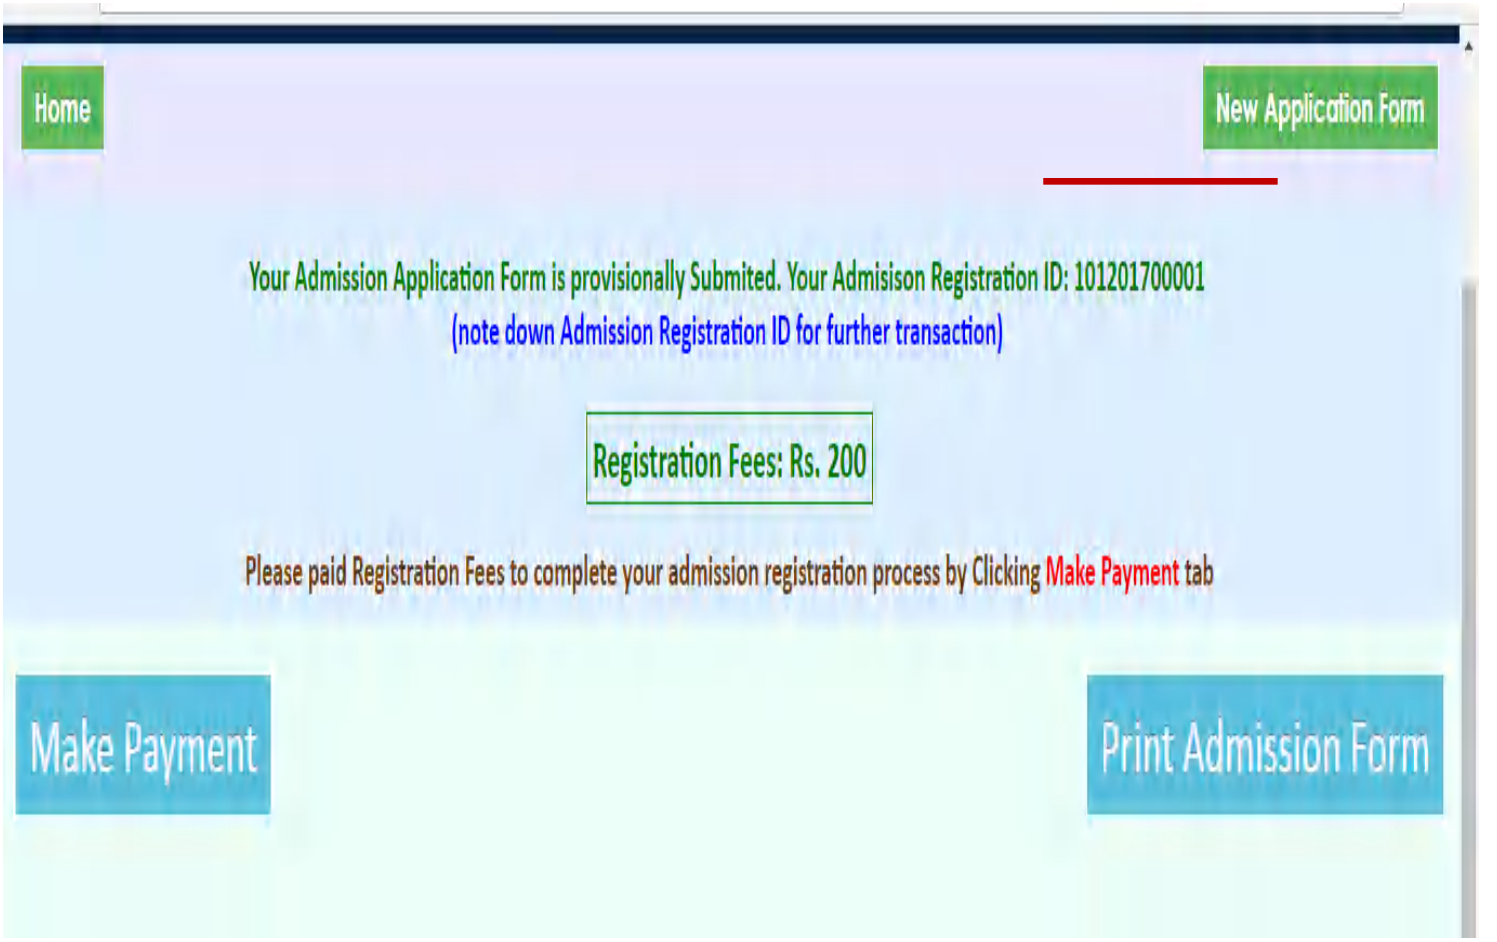 Home
New Application Form
Your Admission Application Form is provisionally Submited. Your Admisison Registration ID: 101201700001
(note down Admission Registration ID for further transaction)
Registration Fees: Rs. 200
Please paid Registration Fees to complete your admission registration process by Clicking Make Payment tab
Make Payment
Print Admission Form